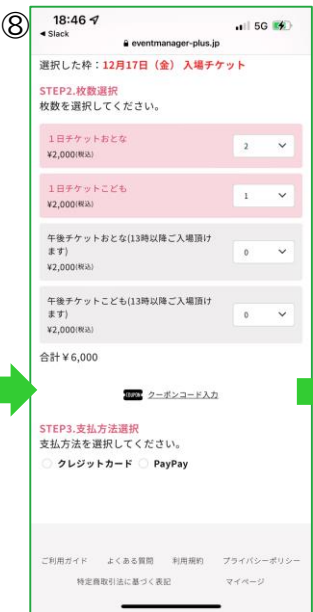 ⑧
18:46
5G
◀ Slack
eventmanager-plus.jp
選択した枠：12月17日（金） 入場チケット
STEP2.枚数選択
枚数を選択してください。
1日チケットおとな
¥2,000(税込)
2
1日チケットこども
¥2,000(税込)
1
午後チケットおとな(13時以降ご入場頂け
ます)
¥2,000(税込)
0
午後チケットこども(13時以降ご入場頂け
ます)
¥2,000(税込)
0
合計￥6,000
COUPON クーポンコード入力
STEP3.支払方法選択
支払方法を選択してください。
クレジットカード PayPay
ご利用ガイド よくある質問 利用規約 プライバシーポリシー
特定商取引法に基づく表記 マイページ